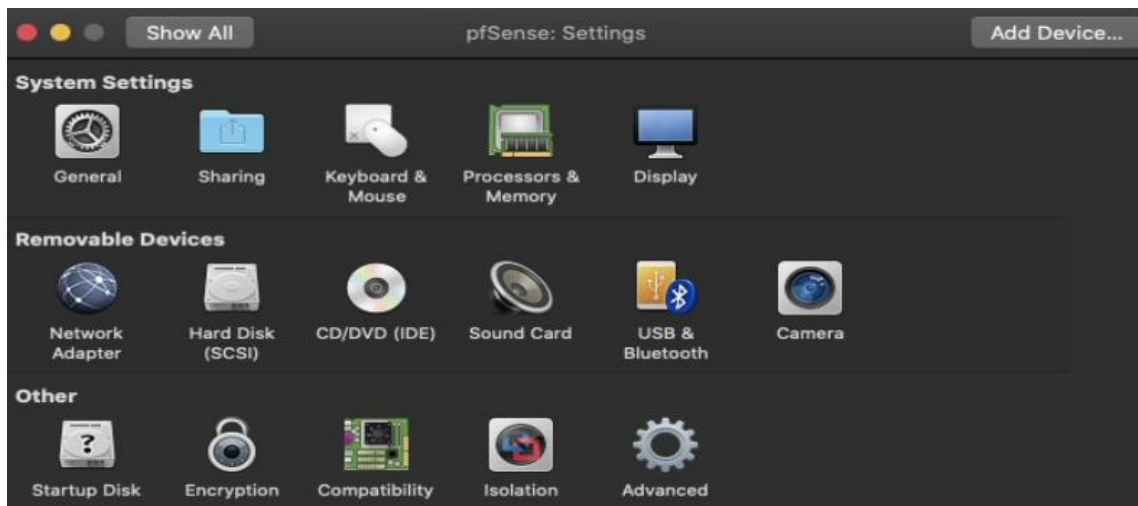 Show All pfSense: Settings Add Device...
System Settings
General Sharing Keyboard & Mouse Processors & Memory Display
Removable Devices
Network Adapter Hard Disk (SCSI) CD/DVD (IDE) Sound Card USB & Bluetooth Camera
Other
?
Startup Disk Encryption Compatibility Isolation Advanced